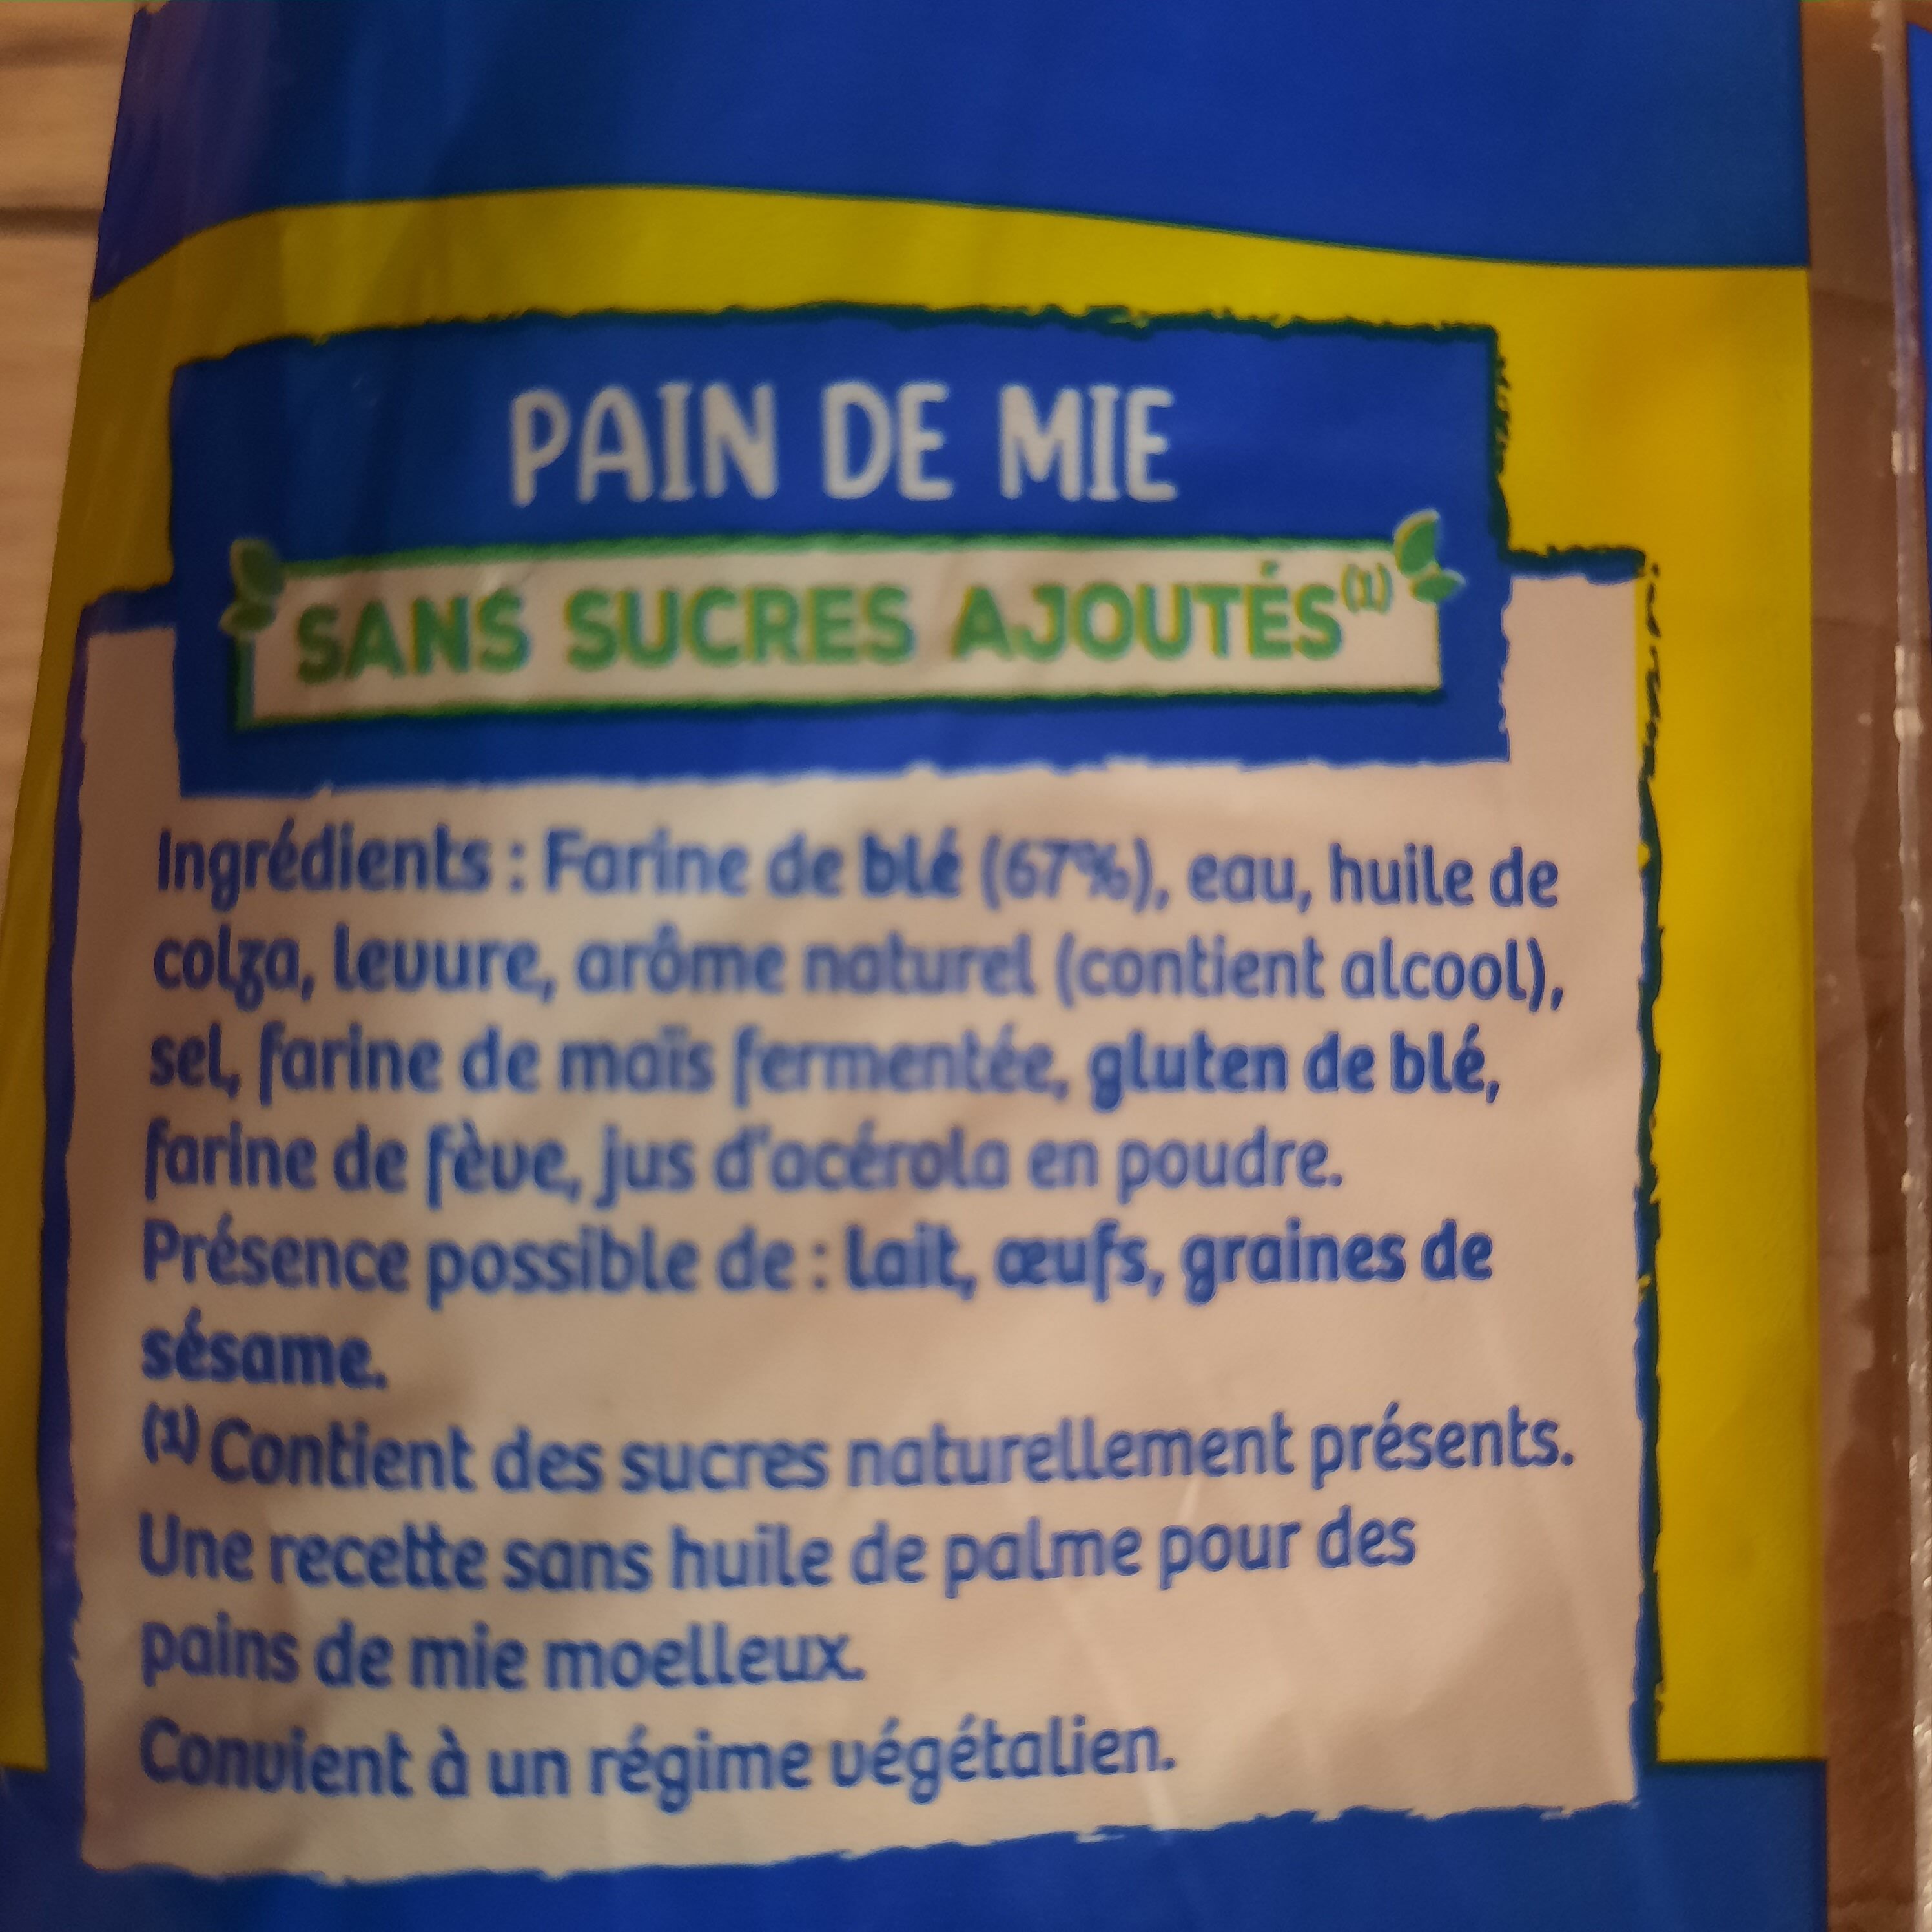 PAIN DE MIE
SANS SUCRES AJOUTÉS(1)
Ingrédients : Farine de blé (67%), eau, huile de
colza, levure, arôme naturel (contient alcool),
sel, farine de maïs fermentée, gluten de blé,
farine de fève, jus d'acérola en poudre.
Présence possible de : lait, œufs, graines de
sésame.
(1) Contient des sucres naturellement présents.
Une recette sans huile de palme pour des
pains de mie moelleux.
Convient à un régime végétalien.